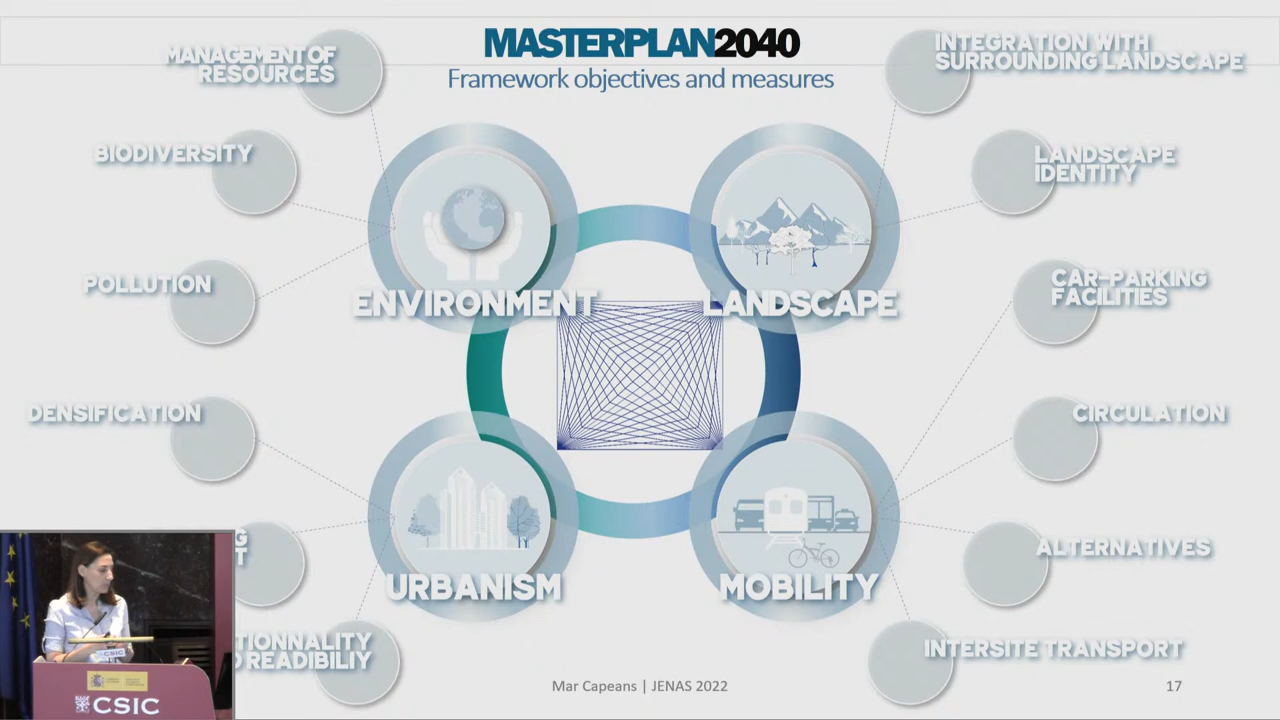 MASTERPLAN2040
Framework objectives and measures
MANAGEMENT OF
RESOURCES
BIODIVERSITY
POLLUTION
DENSIFICATION
ENVIRONMENT
LANDSCAPE
URBANISM
MOBILITY
INTEGRATION WITH
SURROUNDING LANDSCAPE
LANDSCAPE
IDENTITY
CAR-PARKING
FACILITIES
CIRCULATION
ALTERNATIVES
INTERSITE TRANSPORT
G
T
TIONNALITY
READIBILIY
Mar Capeans | JENAS 2022
17
CSIC
CSIC